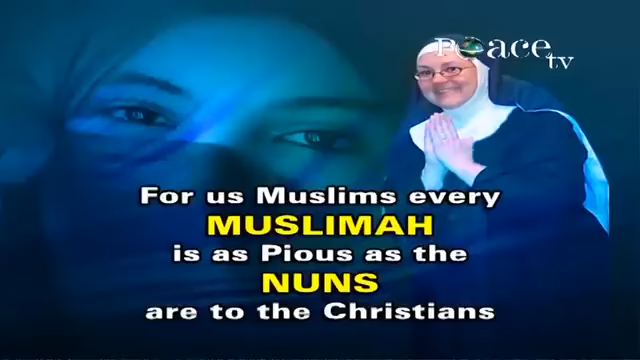 Peace
tv
For us Muslims every
MUSLIMAH
is as Pious as the
NUNS
are to the Christians